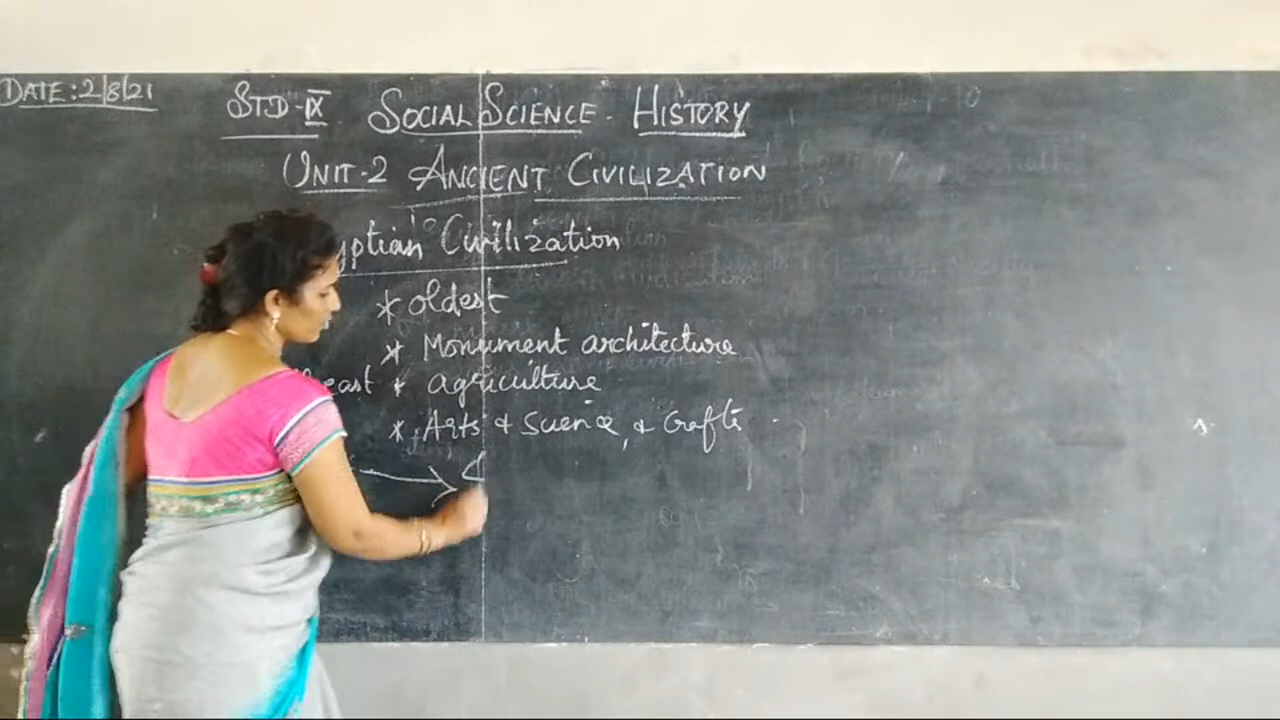 DATE: 2/8/21
STD-IX SOCIAL SCIENCE - HISTORY
UNIT-2 ANCIENT CIVILIZATION
yptian Civilization
* oldest
* Monument architecture
east * agriculture
* Arts & Science, & Crafts